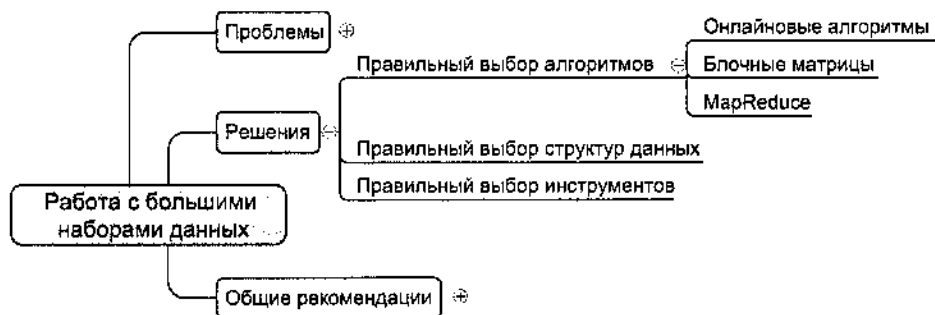 Проблемы
Онлайновые алгоритмы
Правильный выбор алгоритмов
Блочные матрицы
MapReduce
Решения
Правильный выбор структур данных
Правильный выбор инструментов
Работа с большими
наборами данных
Общие рекомендации